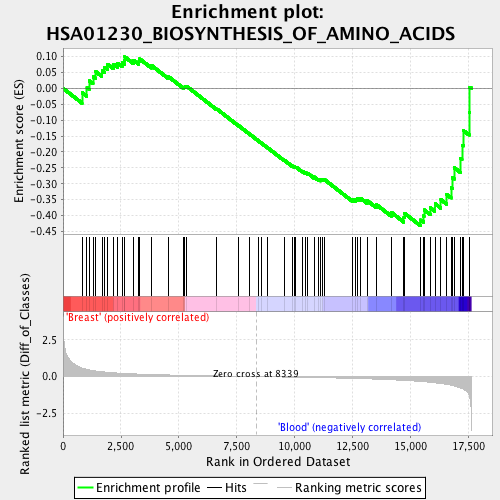 Enrichment plot:
HSA01230_BIOSYNTHESIS_OF_AMINO_ACIDS
Enrichment score (ES)
0.10
0.05
0.00
-0.05
-0.10
-0.15
-0.20
-0.25
-0.30
-0.35
-0.40
-0.45
Ranked list metric (Diff_of_Classes)
'Breast' (positively correlated)
2.5
Zero cross at 8339
0.0
-2.5
'Blood' (negatively correlated)
0 2,500 5,000 7,500 10,000 12,500 15,000 17,500
Rank in Ordered Dataset
Enrichment profile Hits Ranking metric scores